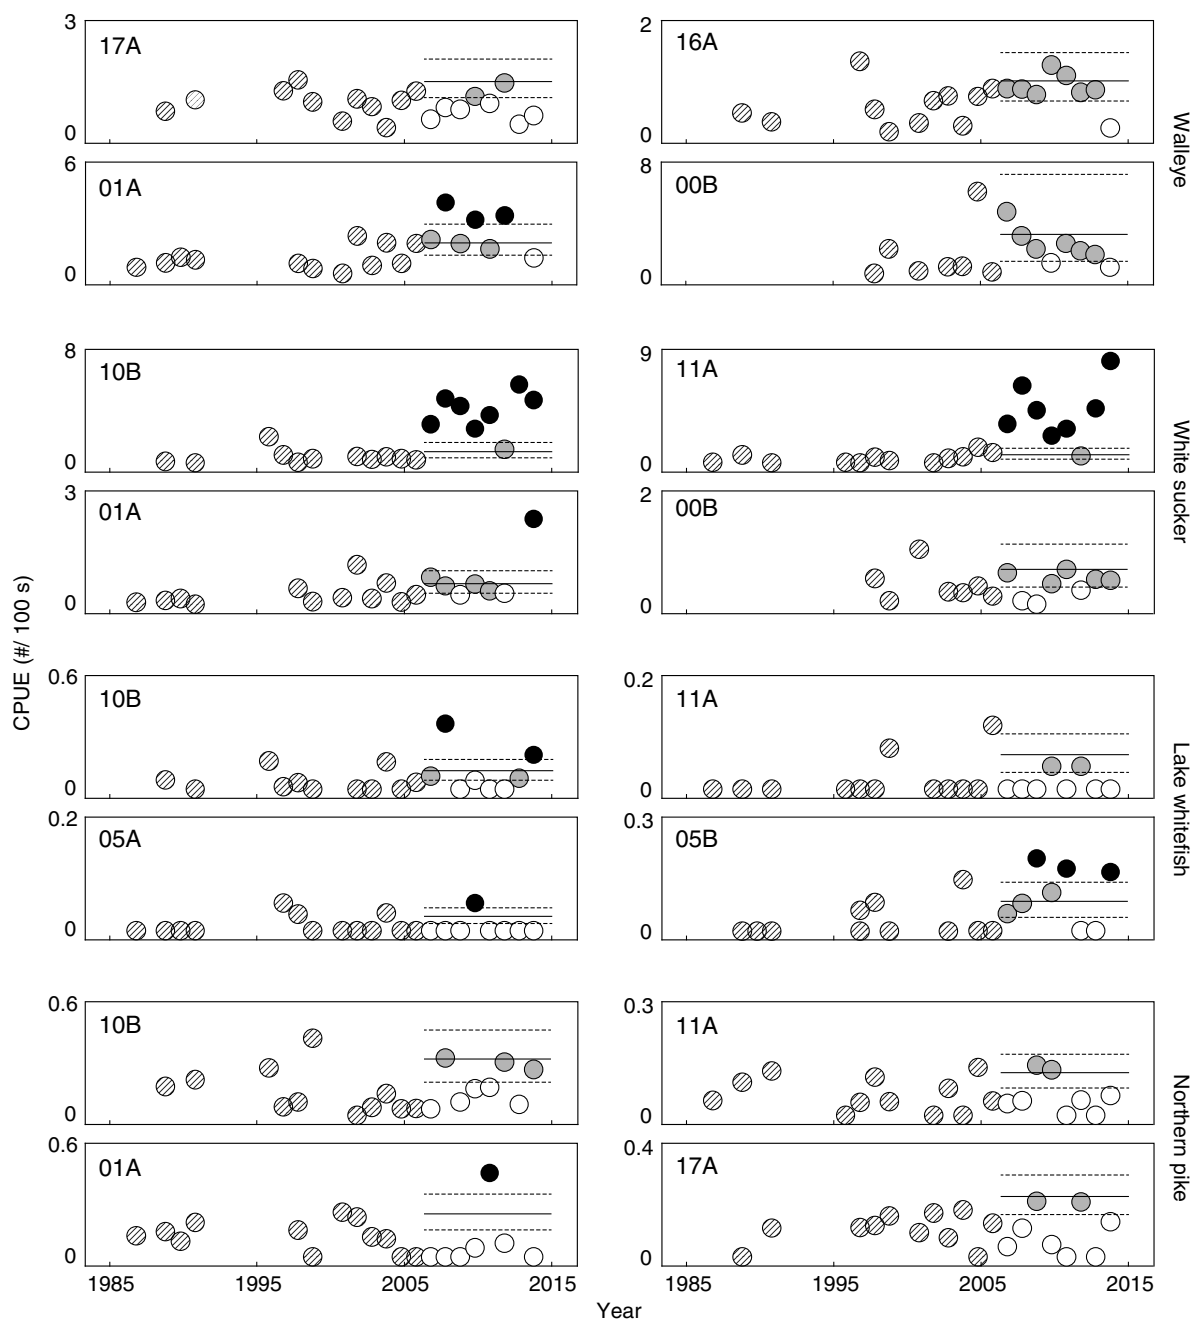 3
17A
0
2
16A
0
Walleye
6
01A
0
8
00B
0
8
10B
0
9
11A
0
White sucker
3
01A
0
2
00B
0
CPUE (#/ 100 s)
0.6
10B
0
0.2
11A
0
Lake whitefish
0.2
05A
0
0.3
05B
0
0.6
10B
0
0.3
11A
0
Northern pike
0.6
01A
0
0.4
17A
0
1985 1995 2005 2015
1985 1995 2005 2015
Year